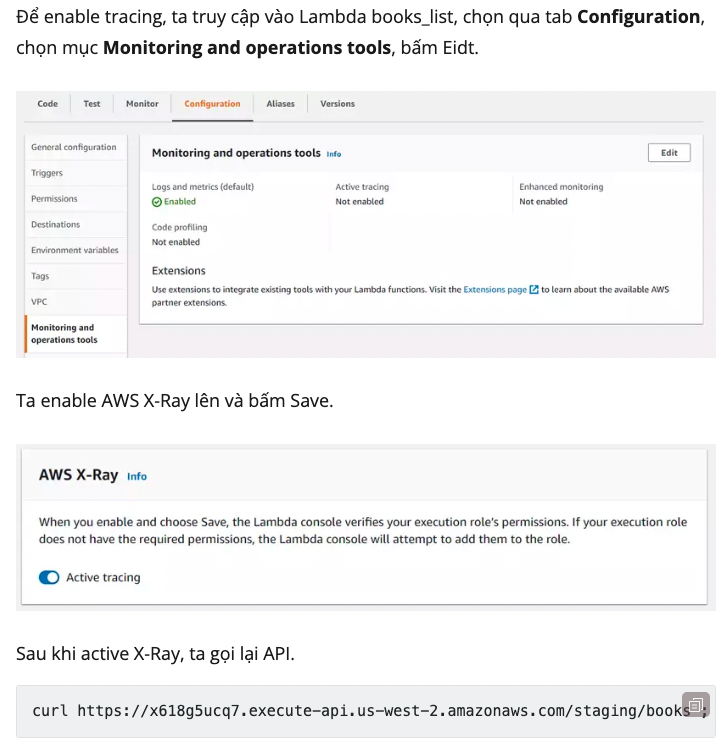 Để enable tracing, ta truy cập vào Lambda books_list, chọn qua tab Configuration,
chọn mục Monitoring and operations tools, bấm Eidt.
Code Test Monitor Configuration Aliases Versions
General configuration
Triggers
Permissions
Destinations
Environment variables
Tags
VPC
Monitoring and
operations tools
Monitoring and operations tools Info Edit
Logs and metrics (default) Active tracing Enhanced monitoring
Enabled Not enabled Not enabled
Code profiling
Not enabled
Extensions
Use extensions to integrate existing tools with your Lambda functions. Visit the Extensions page to learn about the available AWS
partner extensions.
Ta enable AWS X-Ray lên và bấm Save.
AWS X-Ray Info
When you enable and choose Save, the Lambda console verifies your execution role's permissions. If your execution role
does not have the required permissions, the Lambda console will attempt to add them to the role.
Active tracing
Sau khi active X-Ray, ta gọi lại API.
curl https://x618g5ucq7.execute-api.us-west-2.amazonaws.com/staging/books ;